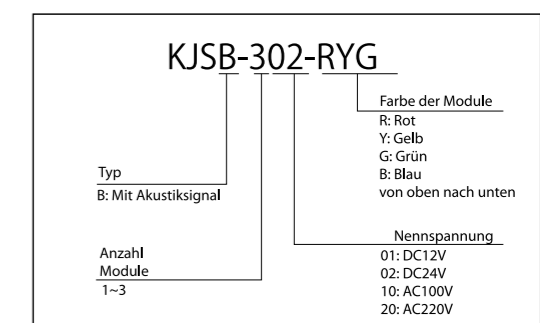 KJSB-302-RYG
Farbe der Module
R: Rot
Y: Gelb
G: Grün
B: Blau
von oben nach unten
Typ
B: Mit Akustiksignal
Nennspannung
01: DC12V
02: DC24V
10: AC100V
20: AC220V
Anzahl
Module
1~3